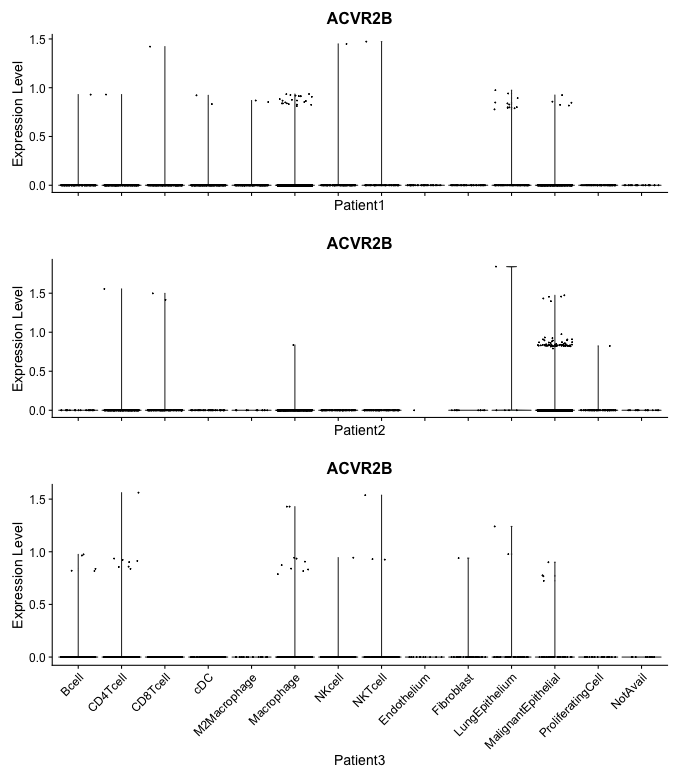 ACVR2B
Expression Level
1.5
1.0
0.5
0.0
Patient1
ACVR2B
Expression Level
1.5
1.0
0.5
0.0
Patient2
ACVR2B
Expression Level
1.5
1.0
0.5
0.0
Bcell
CD4Tcell
CD8Tcell
cDC
M2Macrophage
Macrophage
NKcell
NKTcell
Endothelium
Fibroblast
LungEpithelium
MalignantEpithelial
ProliferatingCell
NotAvail
Patient3